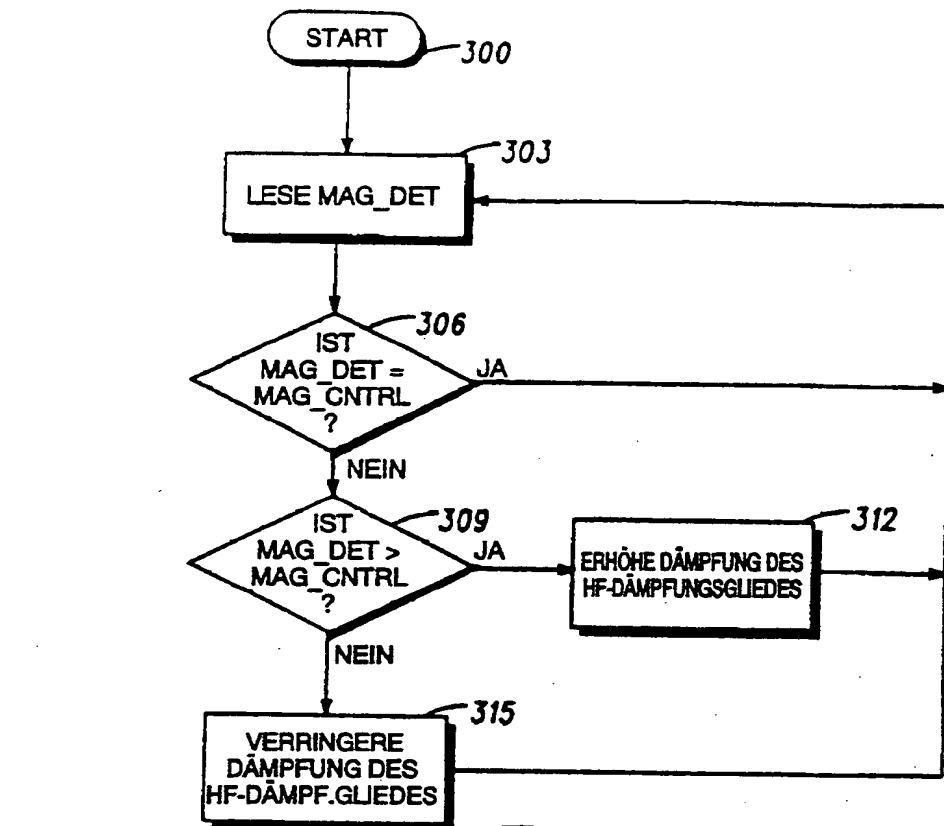 START
300
303
LESE MAG_DET
306
IST
MAG_DET =
MAG_CNTRL
?
JA
NEIN
309
IST
MAG_DET >
MAG_CNTRL
?
JA
312
ERHÖHE DÄMPFUNG DES
HF-DÄMPFUNGSGLIEDES
NEIN
315
VERRINGERE
DÄMPFUNG DES
HF-DÄMPF.GLIEDES